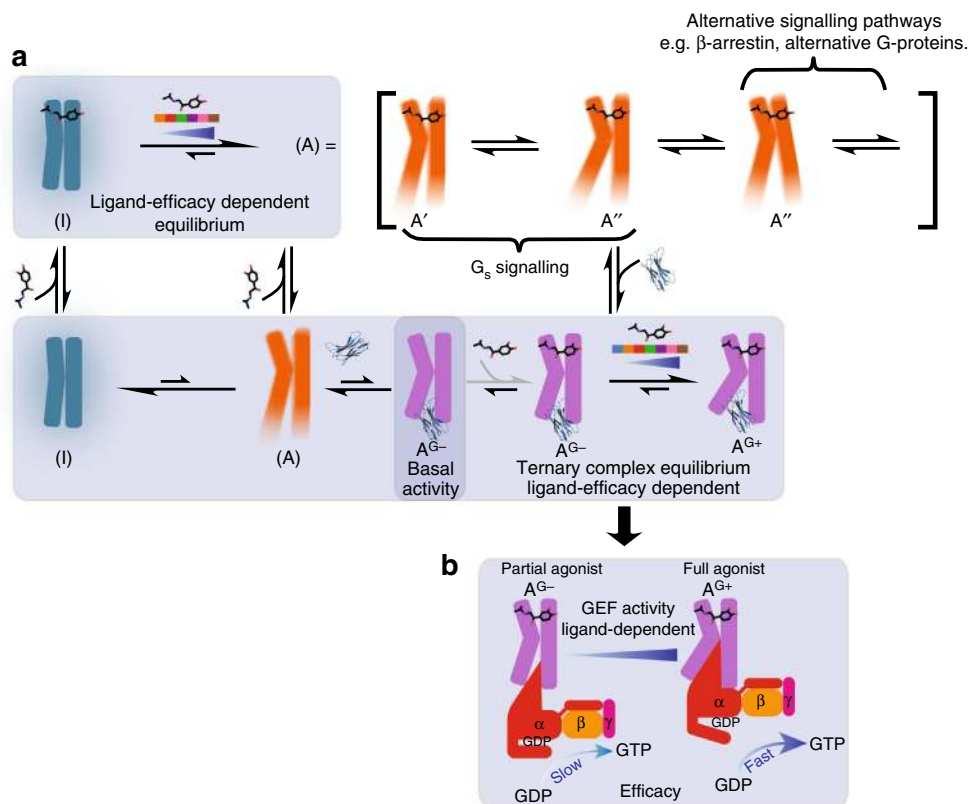 a
Alternative signalling pathways
e.g. β-arrestin, alternative G-proteins.
(A) =
(I)
Ligand-efficacy dependent
equilibrium
A′
A″
A″
Gs signalling
(I)
(A)
AG–
Basal
activity
AG–
AG+
Ternary complex equilibrium
ligand-efficacy dependent
b
Partial agonist
Full agonist
AG–
AG+
GEF activity
ligand-dependent
α
β
γ
GDP
α
β
γ
GDP
Slow
GTP
GDP
Efficacy
Fast
GTP
GDP